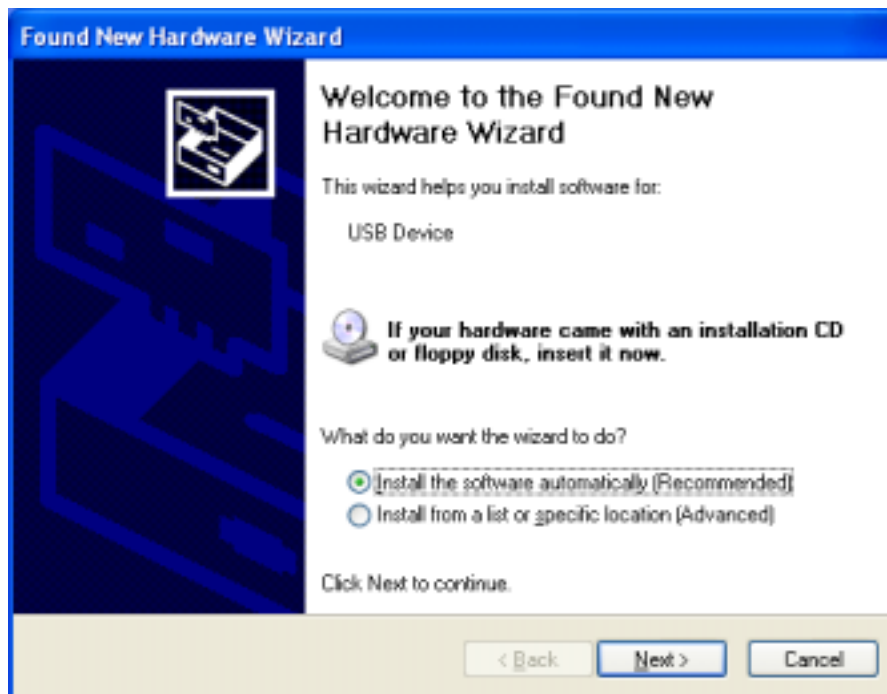 Found New Hardware Wizard
Welcome to the Found New
Hardware Wizard
This wizard helps you install software for:
USB Device
If your hardware came with an installation CD
or floppy disk, insert it now.
What do you want the wizard to do?
Install the software automatically (Recommended)
Install from a list or specific location (Advanced)
Click Next to continue.
< Back Next > Cancel